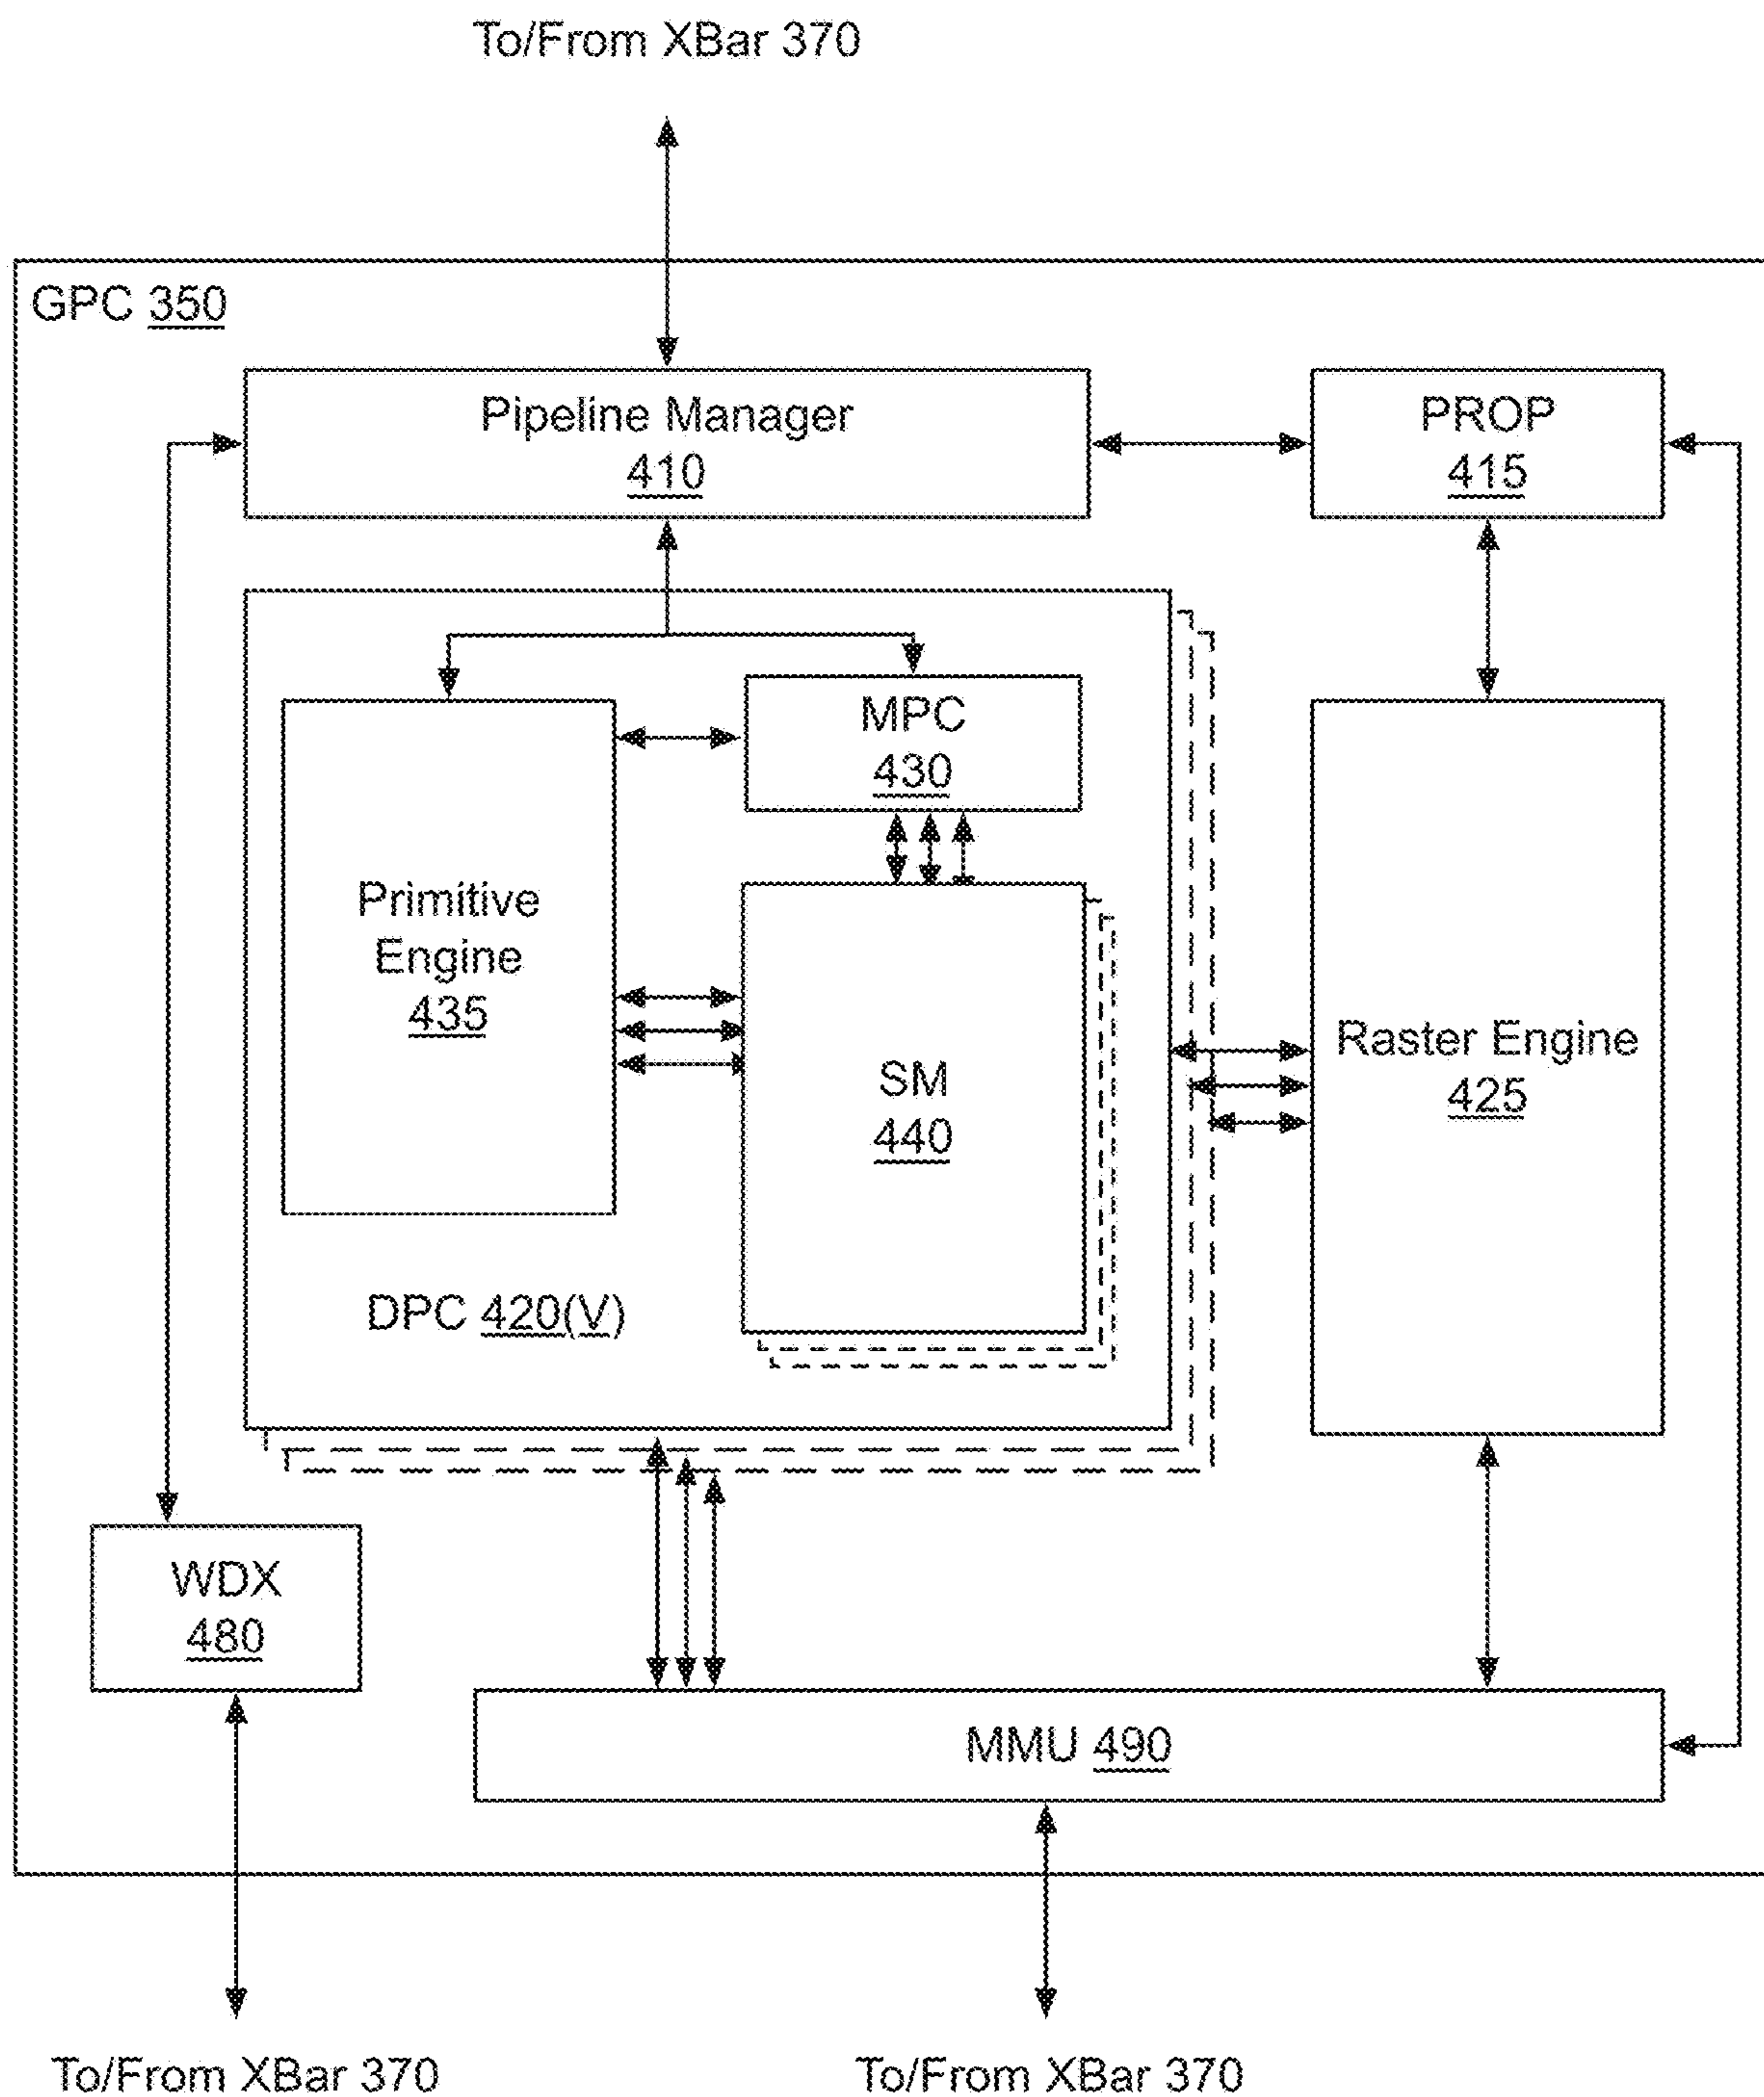 To/From XBar 370
GPC 350
Pipeline Manager
410
PROP
415
MPC
430
Primitive
Engine
435
SM
440
Raster Engine
425
DPC 420(V)
WDX
480
MMU 490
To/From XBar 370
To/From XBar 370